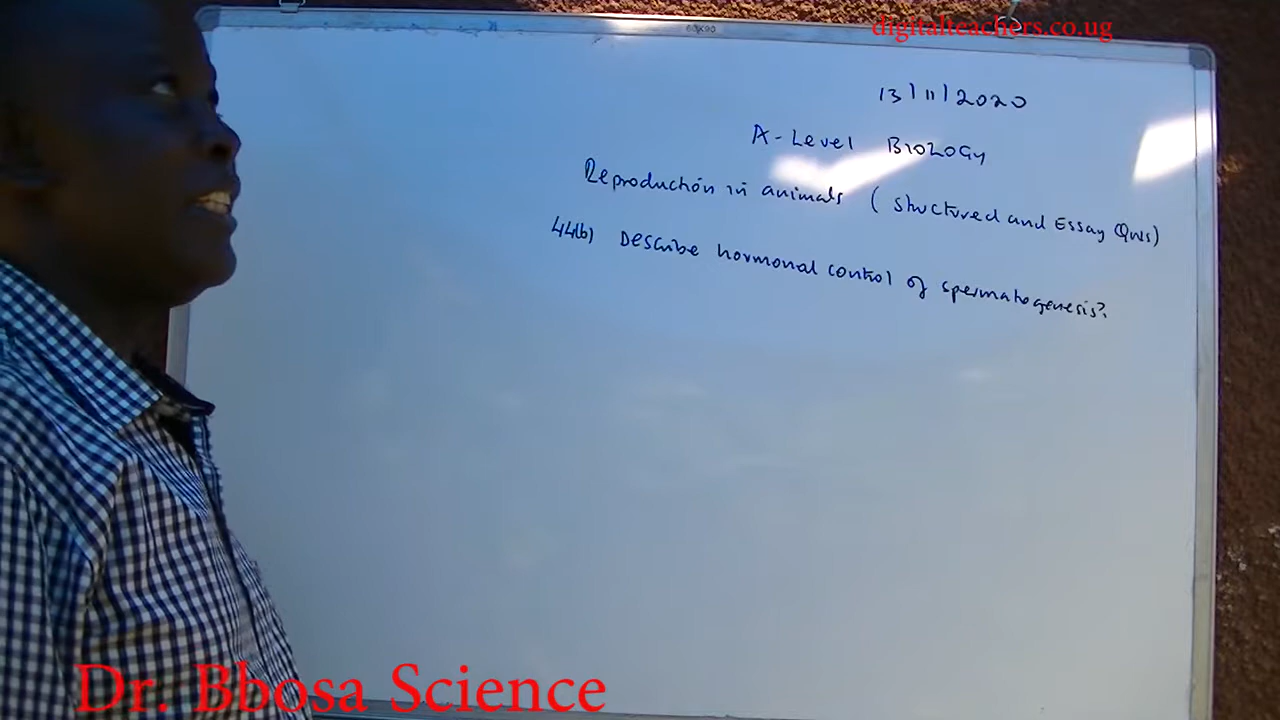 60X90
digitalteachers.co.ug
13/11/2020
A-Level BIOLOGY
Reproduction in animals (Structured and Essay Qns)
44(b) Describe hormonal control of spermatogenesis?
Dr. Bbosa Science